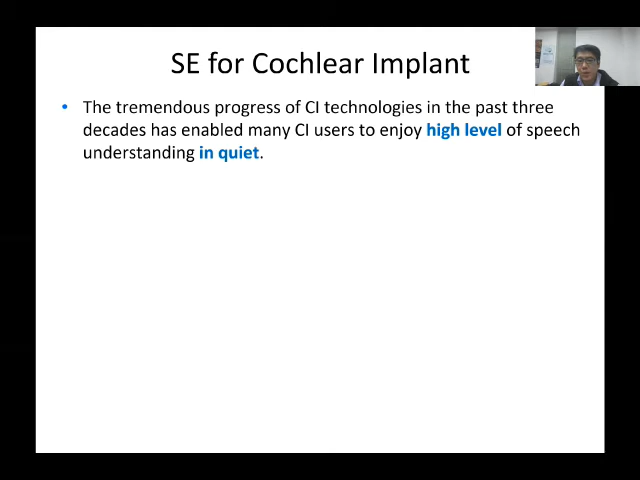 SE for Cochlear Implant
• The tremendous progress of CI technologies in the past three
decades has enabled many CI users to enjoy high level of speech
understanding in quiet.